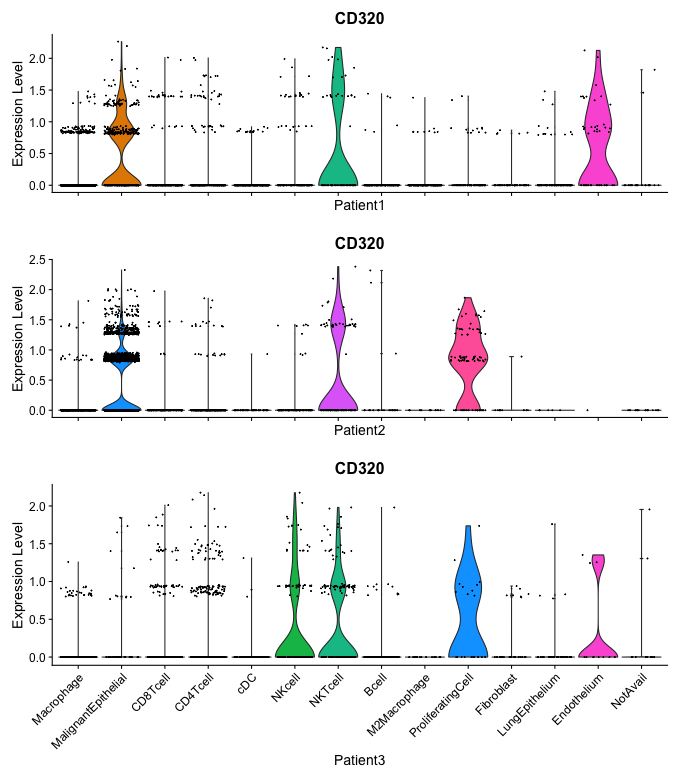 CD320
Expression Level
2.0
1.5
1.0
0.5
0.0
Patient1
CD320
Expression Level
2.5
2.0
1.5
1.0
0.5
0.0
Patient2
CD320
Expression Level
2.0
1.5
1.0
0.5
0.0
Macrophage
MalignantEpithelial
CD8Tcell
CD4Tcell
cDC
NKcell
NKTcell
Bcell
M2Macrophage
ProliferatingCell
Fibroblast
LungEpithelium
Endothelium
NotAvail
Patient3